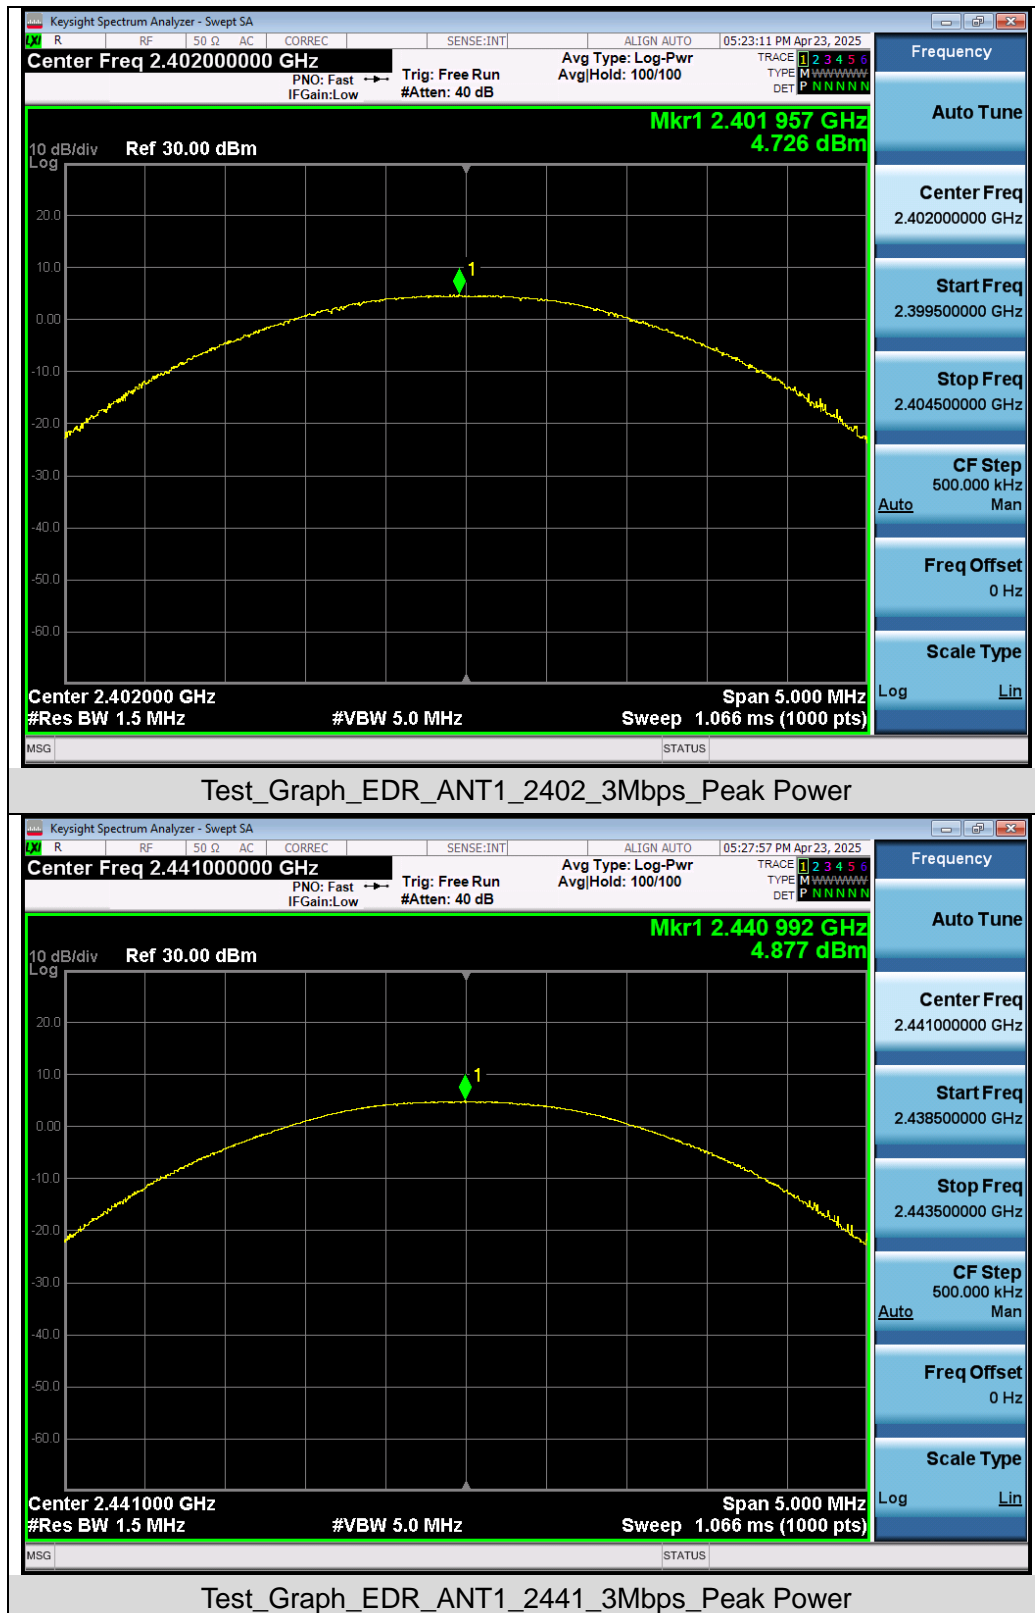 Keysight Spectrum Analyzer - Swept SA
LXI R RF 50 Ω AC CORREC SENSE:INT ALIGN AUTO 05:23:11 PM Apr 23, 2025
Center Freq 2.402000000 GHz
PNO: Fast
IFGain:Low
Trig: Free Run
#Atten: 40 dB
Avg Type: Log-Pwr
Avg|Hold: 100/100
TRACE 1 2 3 4 5 6
TYPE M WWWWW
DET P N N N N N
Mkr1 2.401 957 GHz
4.726 dBm
10 dB/div Ref 30.00 dBm
Log
20.0
10.0
1
0.00
-10.0
-20.0
-30.0
-40.0
-50.0
-60.0
Center 2.402000 GHz Span 5.000 MHz
#Res BW 1.5 MHz #VBW 5.0 MHz Sweep 1.066 ms (1000 pts)
MSG STATUS
Frequency
Auto Tune
Center Freq
2.402000000 GHz
Start Freq
2.399500000 GHz
Stop Freq
2.404500000 GHz
CF Step
500.000 kHz
Auto Man
Freq Offset
0 Hz
Scale Type
Log Lin
Test_Graph_EDR_ANT1_2402_3Mbps_Peak Power
Keysight Spectrum Analyzer - Swept SA
LXI R RF 50 Ω AC CORREC SENSE:INT ALIGN AUTO 05:27:57 PM Apr 23, 2025
Center Freq 2.441000000 GHz
PNO: Fast
IFGain:Low
Trig: Free Run
#Atten: 40 dB
Avg Type: Log-Pwr
Avg|Hold: 100/100
TRACE 1 2 3 4 5 6
TYPE M WWWWW
DET P N N N N N
Mkr1 2.440 992 GHz
4.877 dBm
10 dB/div Ref 30.00 dBm
Log
20.0
10.0
1
0.00
-10.0
-20.0
-30.0
-40.0
-50.0
-60.0
Center 2.441000 GHz Span 5.000 MHz
#Res BW 1.5 MHz #VBW 5.0 MHz Sweep 1.066 ms (1000 pts)
MSG STATUS
Frequency
Auto Tune
Center Freq
2.441000000 GHz
Start Freq
2.438500000 GHz
Stop Freq
2.443500000 GHz
CF Step
500.000 kHz
Auto Man
Freq Offset
0 Hz
Scale Type
Log Lin
Test_Graph_EDR_ANT1_2441_3Mbps_Peak Power